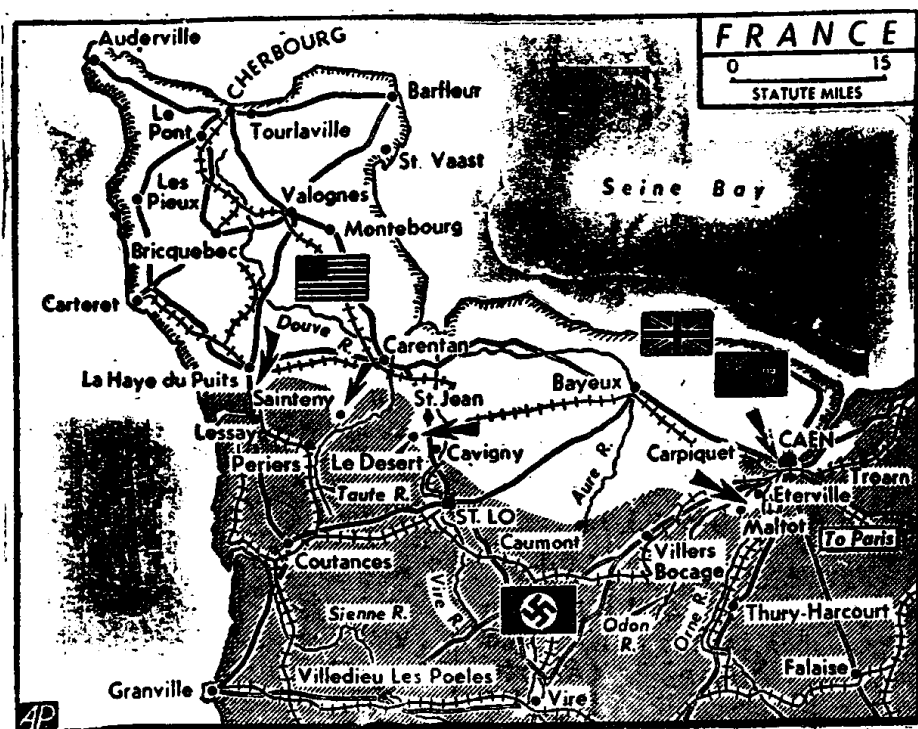 FRANCE
0 15
STATUTE MILES
Auderville
CHERBOURG
Barfleur
Le Pont
Tourlaville
St. Vaast
Les Pieux
Valognes
Seine Bay
Montebourg
Bricquebec
Carteret
Douve R.
Carentan
La Haye du Puits
Sainteny
St. Jean
Bayeux
Lessay
CAEN
Periers
Le Desert
Cavigny
Aure R.
Carpiquet
Troarn
Taute R.
Eterville
ST. LO
Maltot
Caumont
To Paris
Coutances
Villers
Bocage
Vire R.
Sienne R.
Odon R.
Orne R.
Thury-Harcourt
Villedieu Les Poeles
Falaise
Granville
Vire
AP